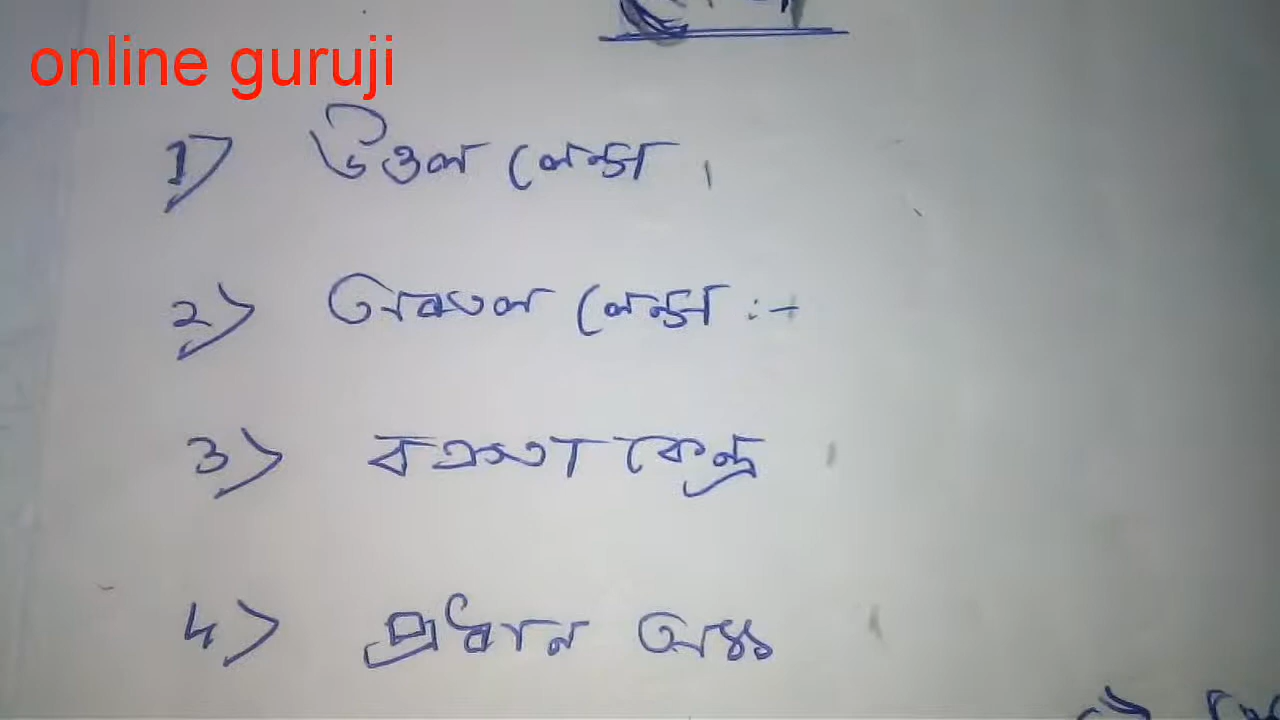 online guruji
1) উত্তল লেন্স ।
2) অবতল লেন্স :-
3) বক্রতা কেন্দ্র ।
4) প্রধান অক্ষ ।